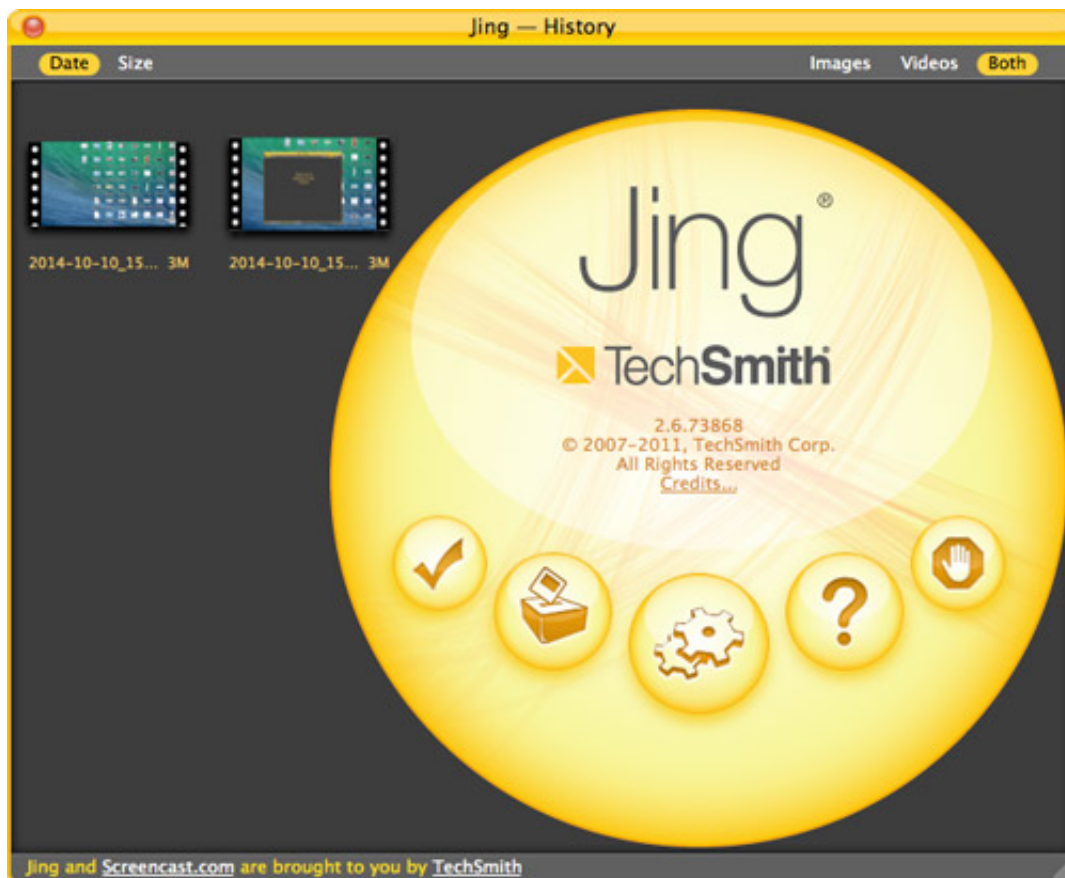 Jing — History
Date Size Images Videos Both
2014-10-10_15... 3M 2014-10-10_15... 3M
Jing®
TechSmith®
2.6.73868
© 2007-2011, TechSmith Corp.
All Rights Reserved
Credits...
Jing and Screencast.com are brought to you by TechSmith